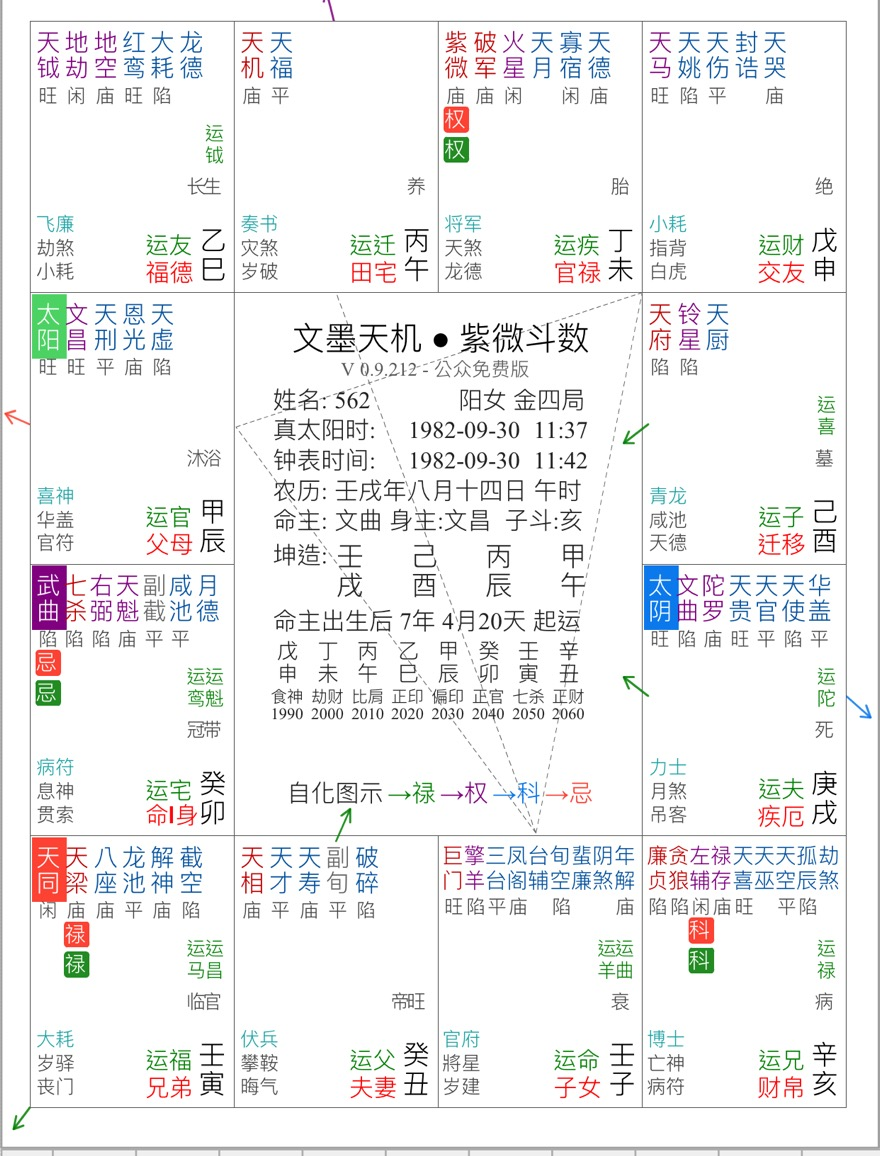 天钺 地劫 地空 红鸾 大耗 龙德
旺 闲 庙 旺 陷
运钺
长生
飞廉
劫煞
小耗
运友
福德
乙巳
天机 天福
庙 平
养
奏书
灾煞
岁破
运迁
田宅
丙午
紫微 破军 火星 天月 寡宿 天德
庙 庙 闲 闲 庙
权
权
胎
将军
天煞
龙德
运疾
官禄
丁未
天马 天姚 天伤 封诰 天哭
旺 陷 平 庙
绝
小耗
指背
白虎
运财
交友
戊申
太阳 文昌 天刑 恩光 天虚
旺 旺 平 庙 陷
沐浴
喜神
华盖
官符
运官
父母
甲辰
文墨天机 ● 紫微斗数
V 0.9.212 - 公众免费版
姓名: 562 阳女 金四局
真太阳时: 1982-09-30 11:37
钟表时间: 1982-09-30 11:42
农历: 壬戌年八月十四日 午时
命主: 文曲 身主:文昌 子斗:亥
坤造: 壬 己 丙 甲
戌 酉 辰 午
命主出生后 7年 4月20天 起运
戊 丁 丙 乙 甲 癸 壬 辛
申 未 午 巳 辰 卯 寅 丑
食神 劫财 比肩 正印 偏印 正官 七杀 正财
1990 2000 2010 2020 2030 2040 2050 2060
自化图示 →禄 →权 →科 →忌
天府 铃星 天厨
陷 陷
运喜
墓
青龙
咸池
天德
运子
迁移
己酉
武曲 七杀 右弼 天魁 副截 咸池 月德
陷 陷 陷 庙 平 平
忌
忌
运鸾 运魁
冠带
病符
息神
贯索
运宅
命|身
癸卯
太阴 文曲 陀罗 天贵 天官 天使 华盖
旺 陷 庙 旺 平 陷 平
运陀
死
力士
月煞
吊客
运夫
疾厄
庚戌
天同 天梁 八座 龙池 解神 截空
闲 庙 庙 平 庙 陷
禄
禄
运马 运昌
临官
大耗
岁驿
丧门
运福
兄弟
壬寅
天相 天才 天寿 副旬 破碎
庙 平 庙 平 陷
帝旺
伏兵
攀鞍
晦气
运父
夫妻
癸丑
巨门 擎羊 三台 凤阁 台辅 旬空 蜚廉 阴煞 年解
旺 陷 平 庙 陷 庙
运羊 运曲
衰
官府
將星
岁建
运命
子女
壬子
廉贞 贪狼 左辅 禄存 天喜 天巫 天空 孤辰 劫煞
陷 陷 闲 庙 旺 平 陷
科
科
运禄
病
博士
亡神
病符
运兄
财帛
辛亥